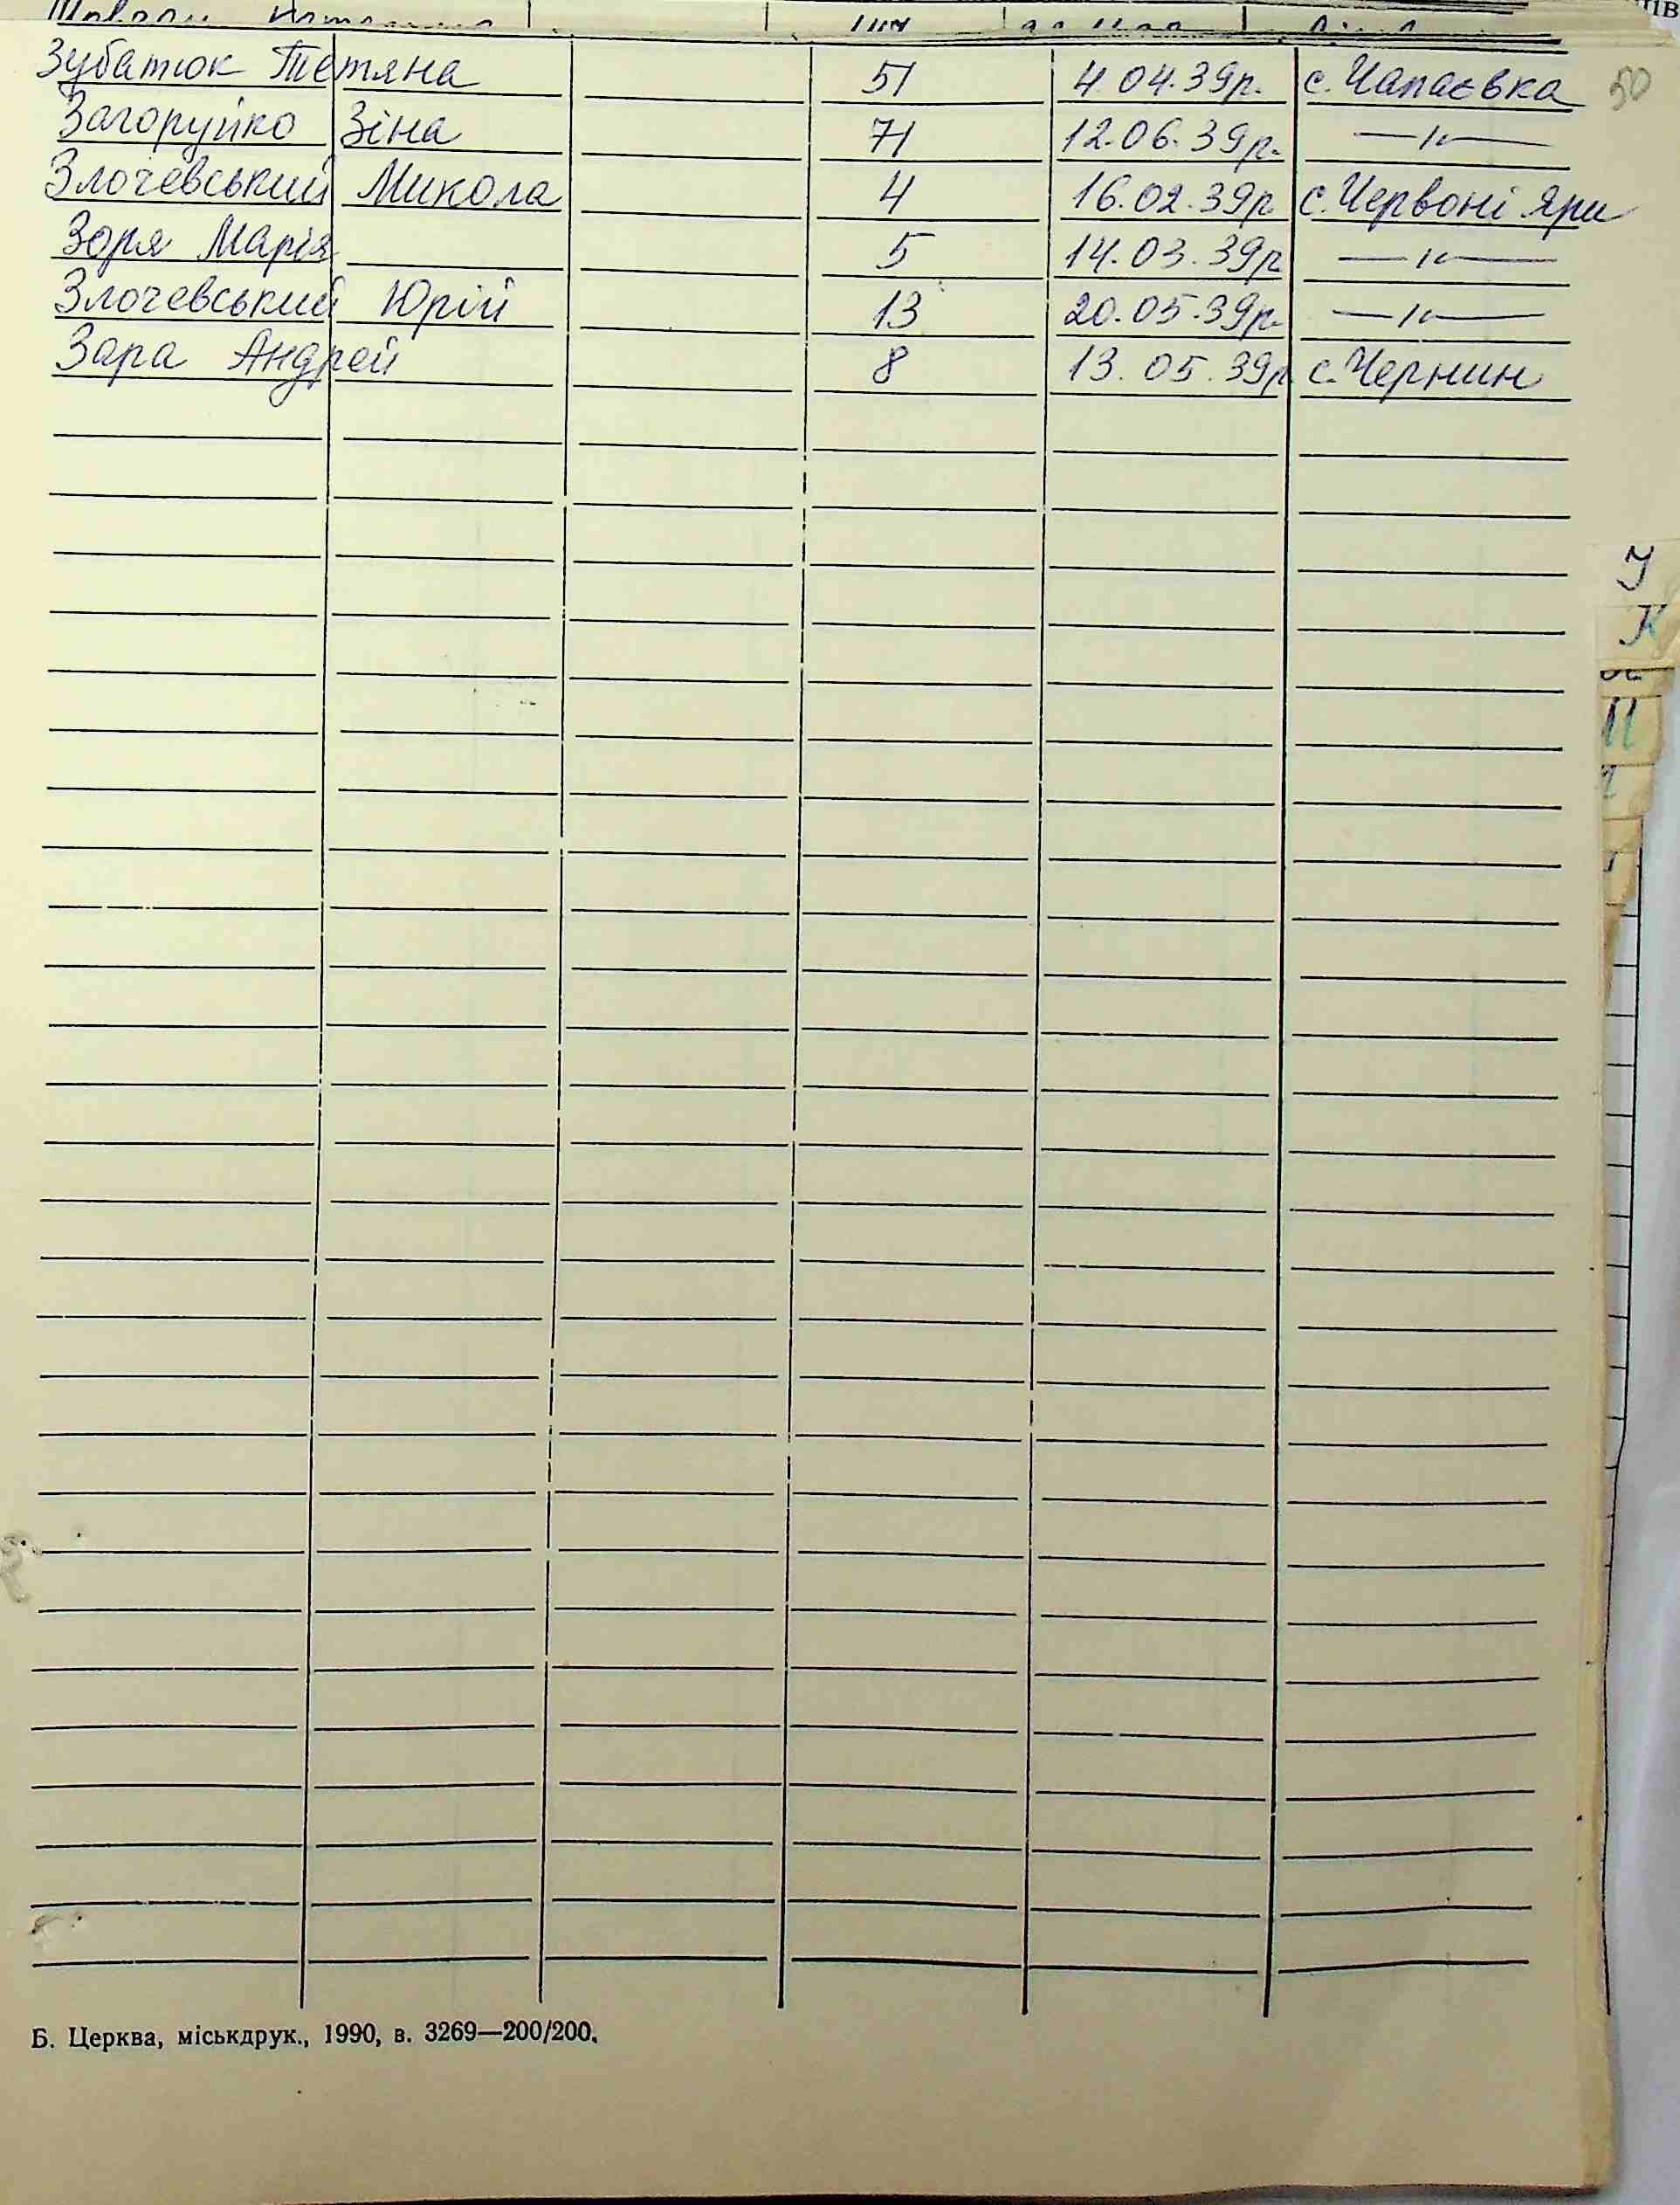 Зубатюк Тетяна 51 4.04.39р. с. Чапаєвка 50
Загоруйко Зіна 71 12.06.39р. —〃—
Злочевський Микола 4 16.02.39р. с. Червоні Яри
Зоря Марія 5 14.03.39р —〃—
Злочевський Юрій 13 20.05.39р. —〃—
Зара Андрей 8 13.05.39р с. Чернин
К
Б. Церква, міськдрук., 1990, в. 3269—200/200.